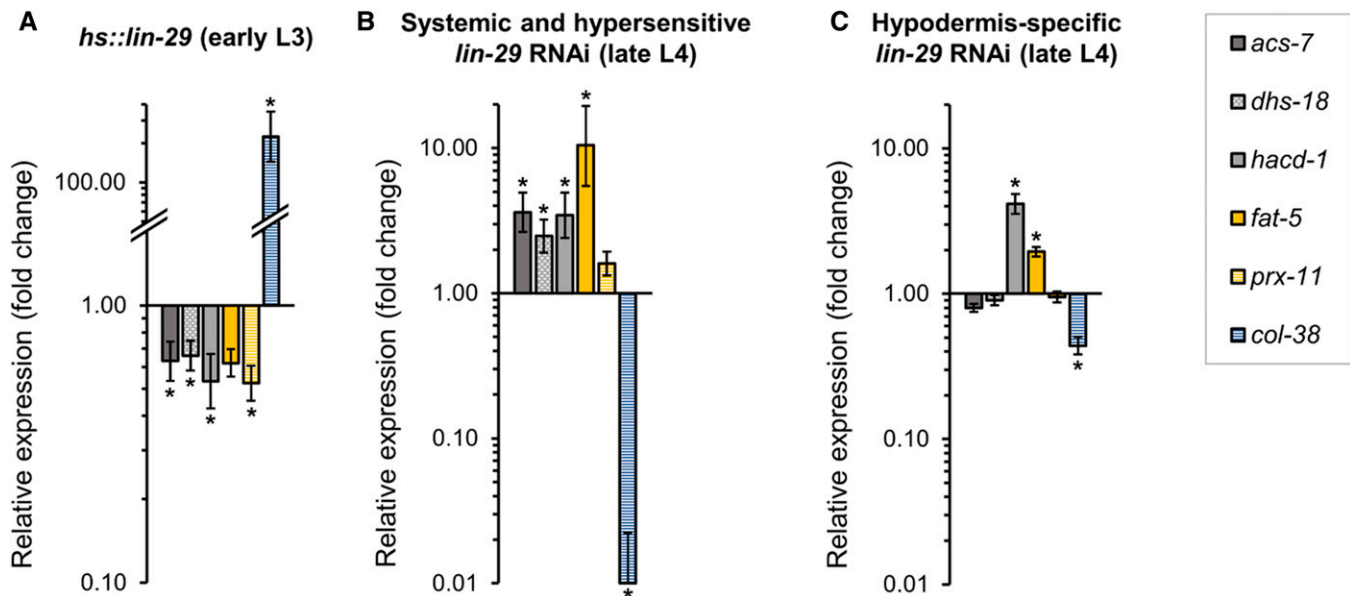 A
hs::lin-29 (early L3)
Relative expression (fold change)
100.00
1.00
0.10
*
*
*
*
*
B
Systemic and hypersensitive
lin-29 RNAi (late L4)
Relative expression (fold change)
10.00
1.00
0.10
0.01
*
*
*
*
*
C
Hypodermis-specific
lin-29 RNAi (late L4)
Relative expression (fold change)
10.00
1.00
0.10
0.01
*
*
*
acs-7
dhs-18
hacd-1
fat-5
prx-11
col-38